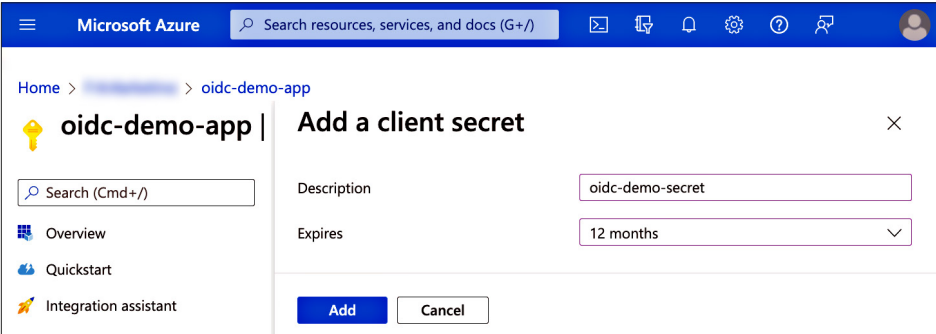 Microsoft Azure
Search resources, services, and docs (G+/)
Home > > oidc-demo-app
oidc-demo-app |
Add a client secret
Search (Cmd+/)
Description
oidc-demo-secret
Overview
Expires
12 months
Quickstart
Integration assistant
Add
Cancel